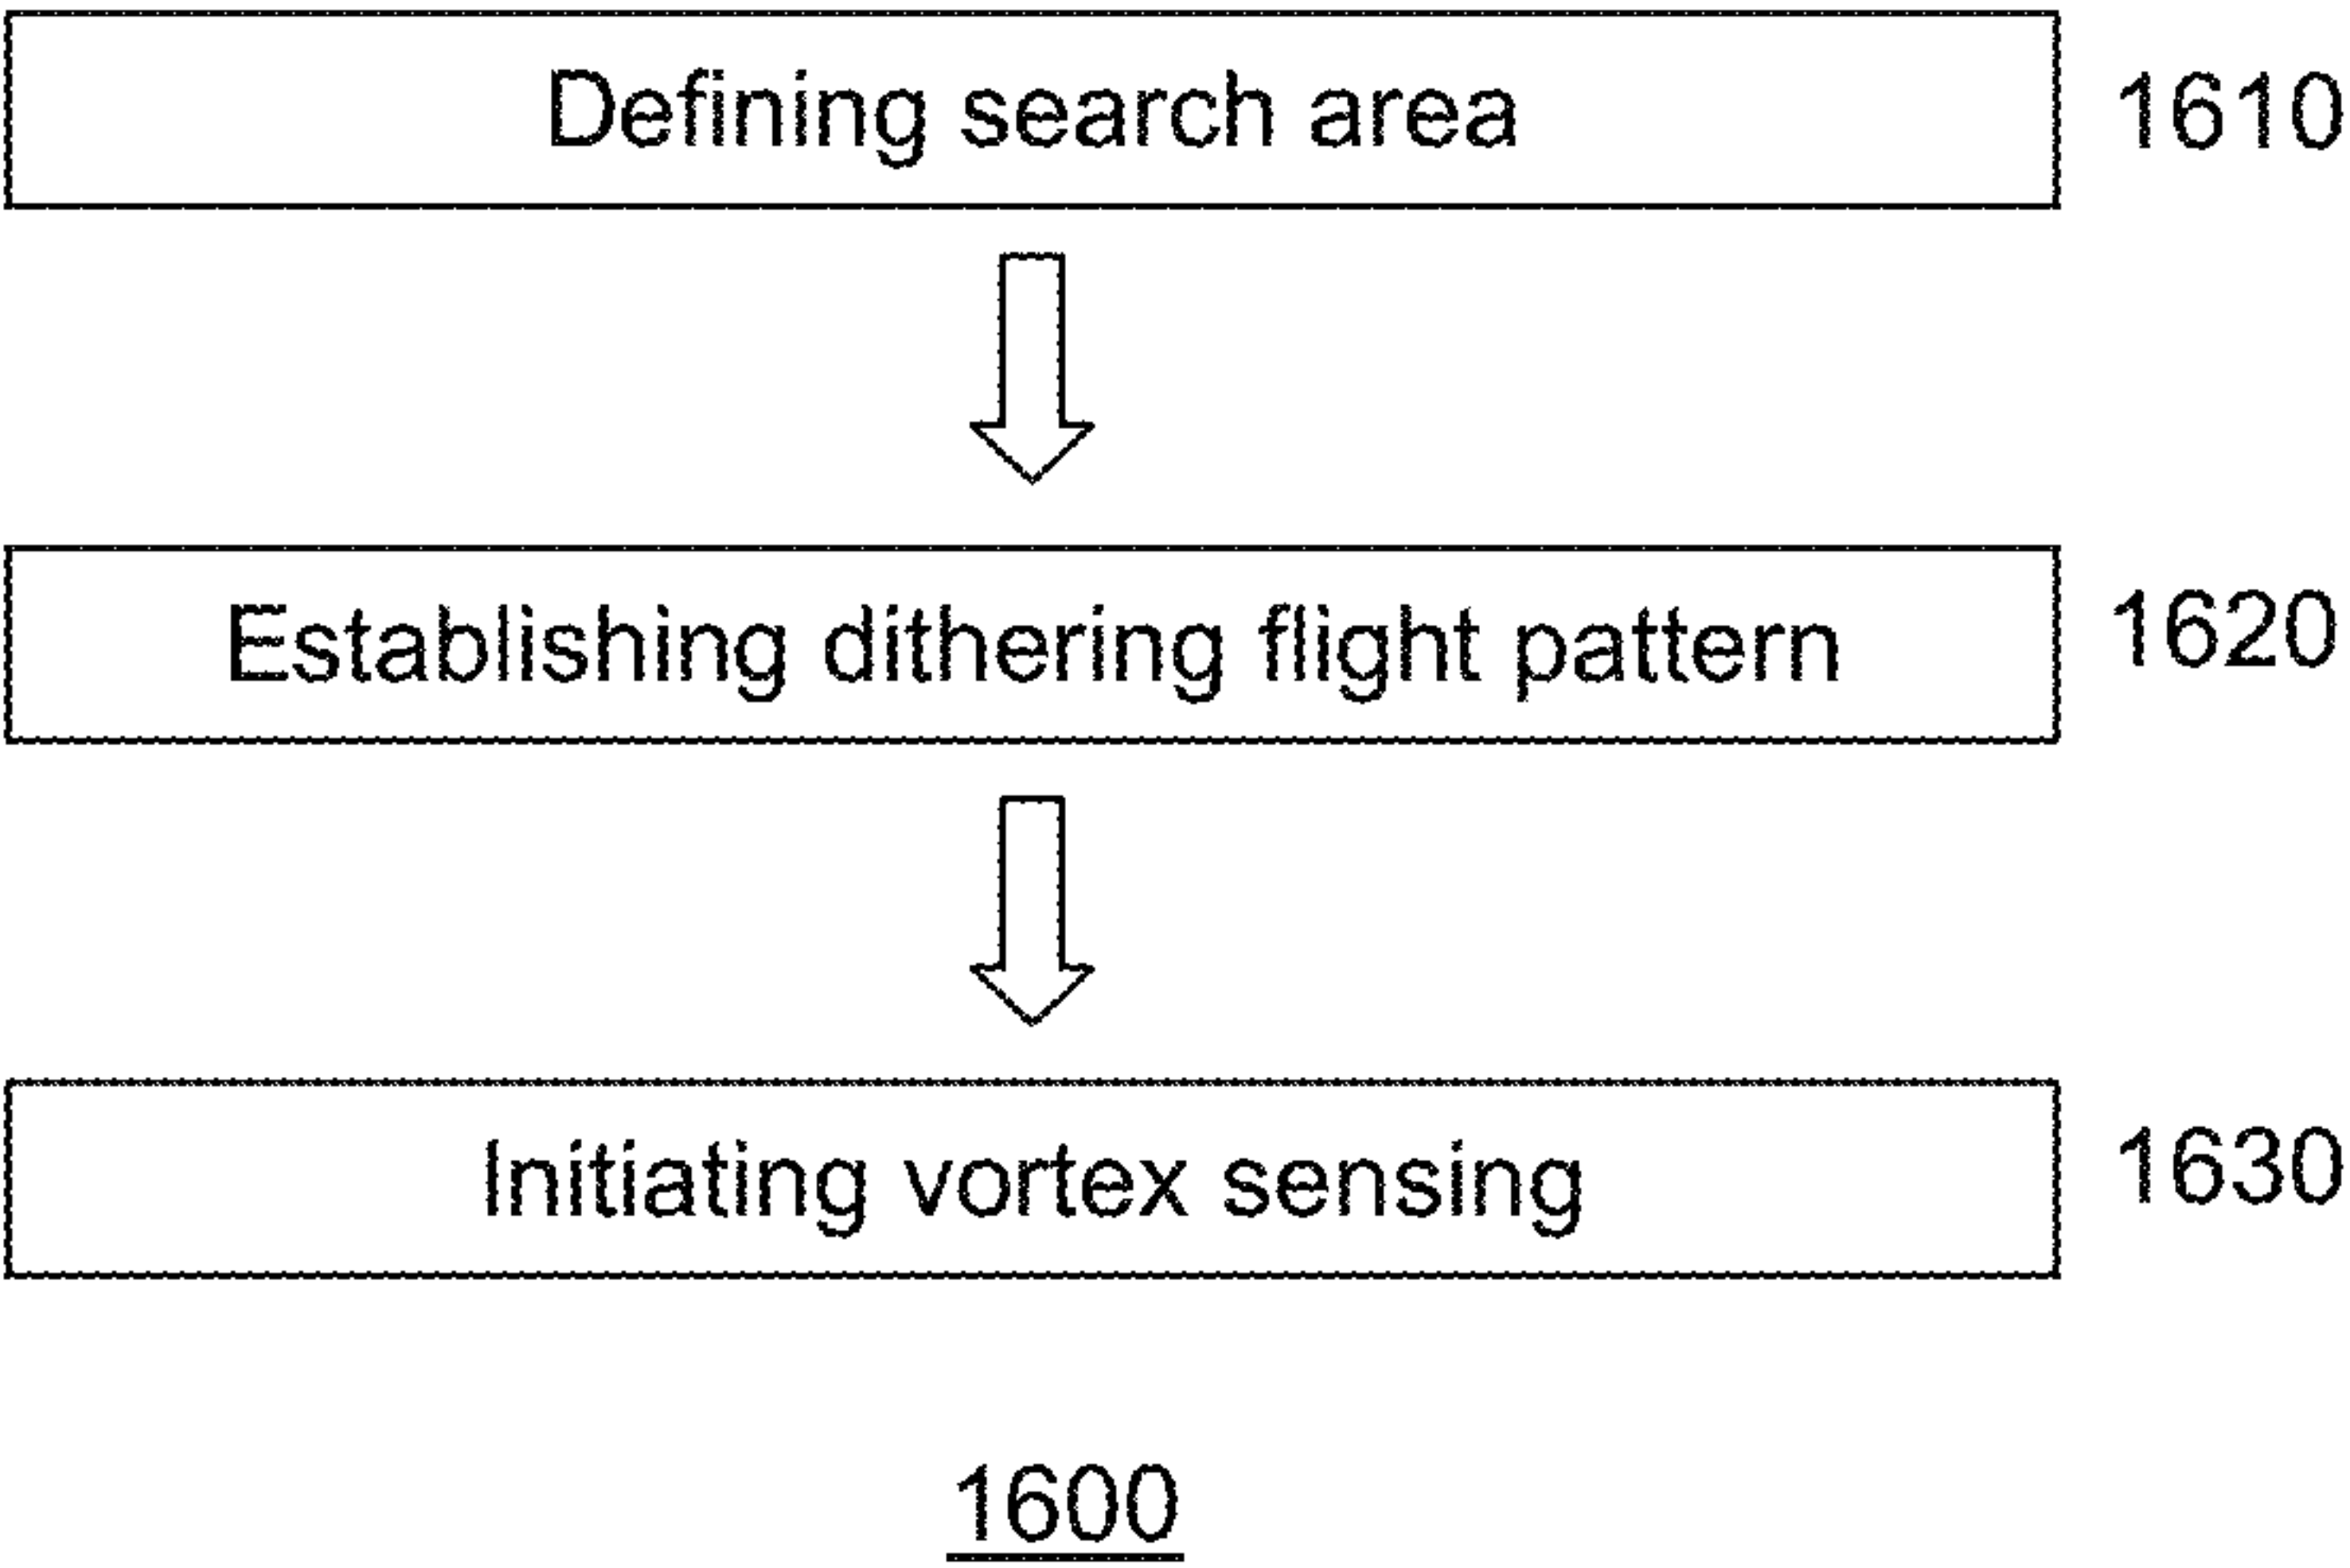 Defining search area 1610
Establishing dithering flight pattern 1620
Initiating vortex sensing 1630
1600